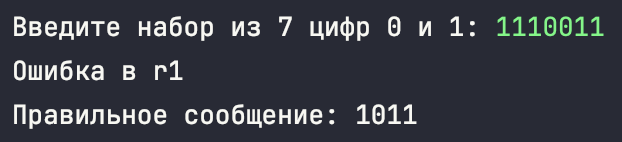 Введите набор из 7 цифр 0 и 1: 1110011
Ошибка в r1
Правильное сообщение: 1011